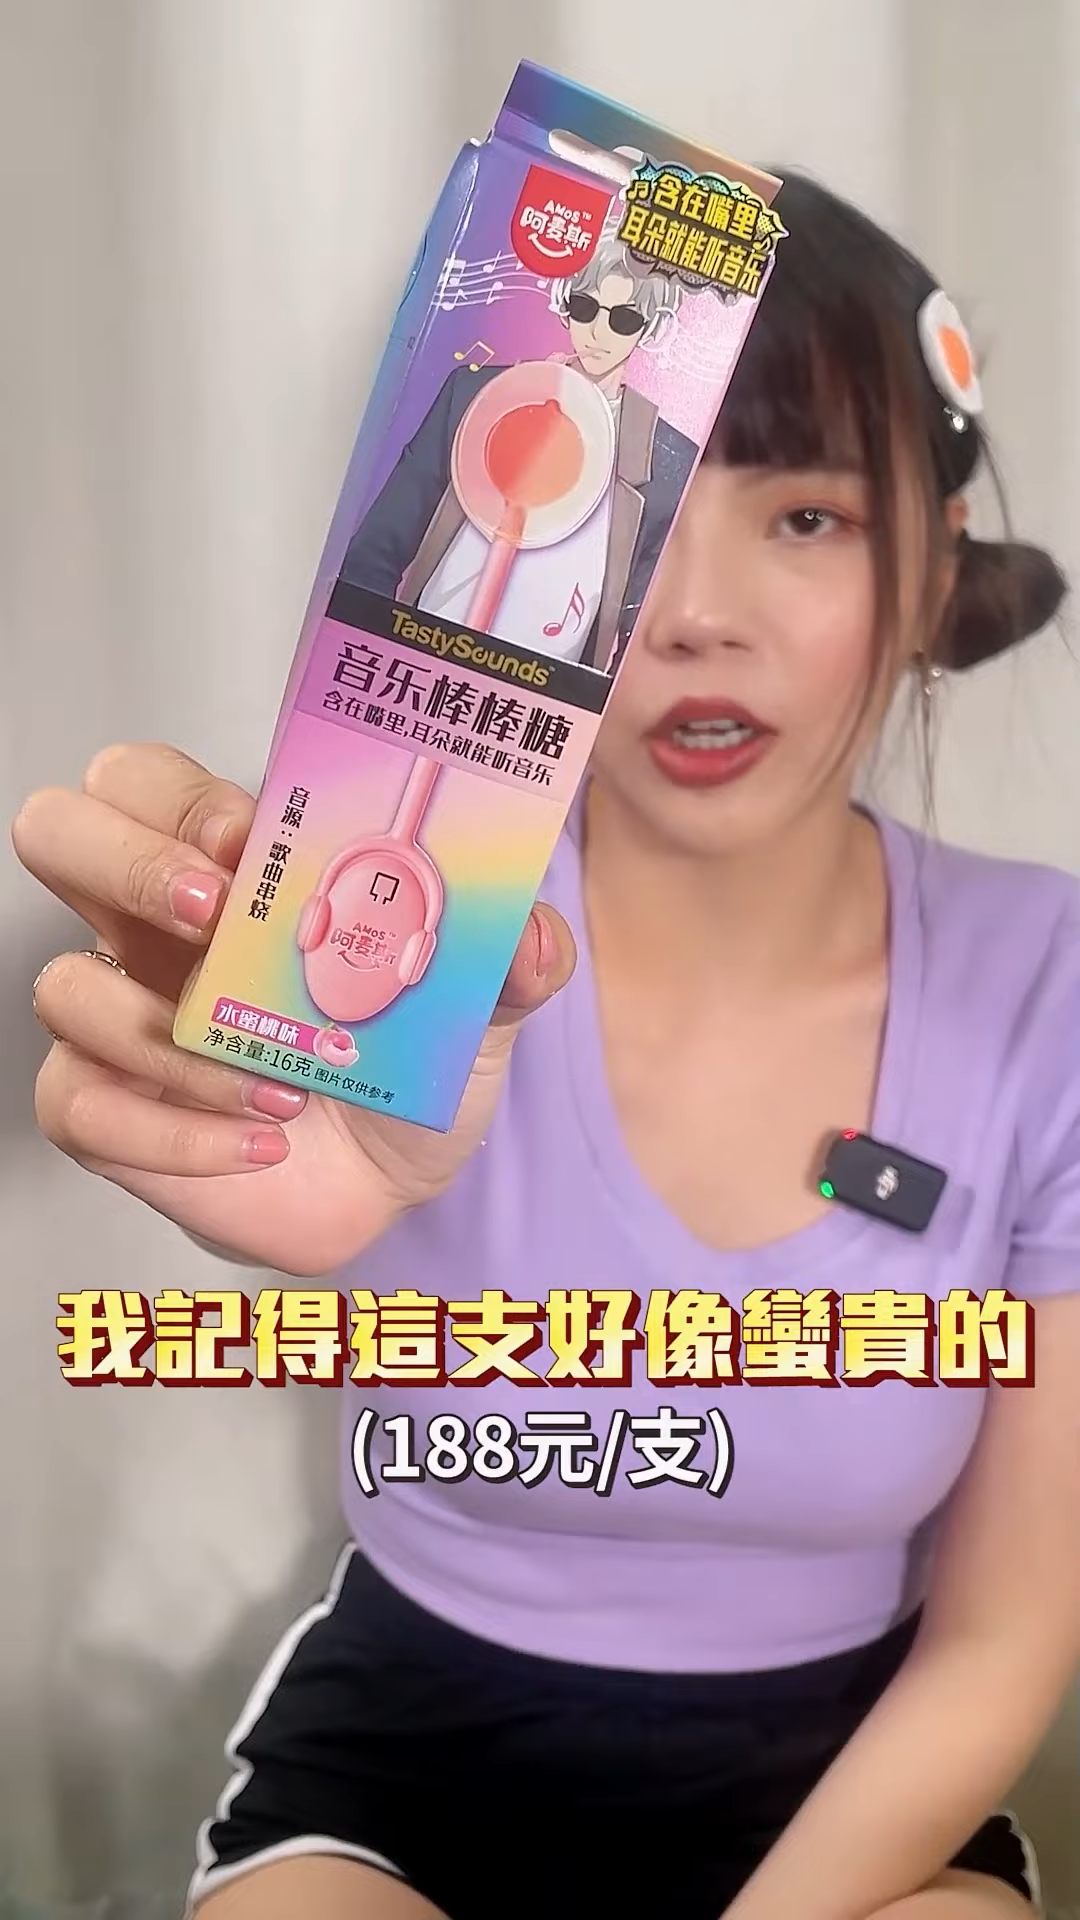 AMOS™
阿麦斯
含在嘴里
耳朵就能听音乐
TastySounds™
音乐棒棒糖
含在嘴里,耳朵就能听音乐
音源:歌曲串烧
AMOS™
阿麦斯
水蜜桃味
净含量:16克 图片仅供参考
我記得這支好像蠻貴的
(188元/支)